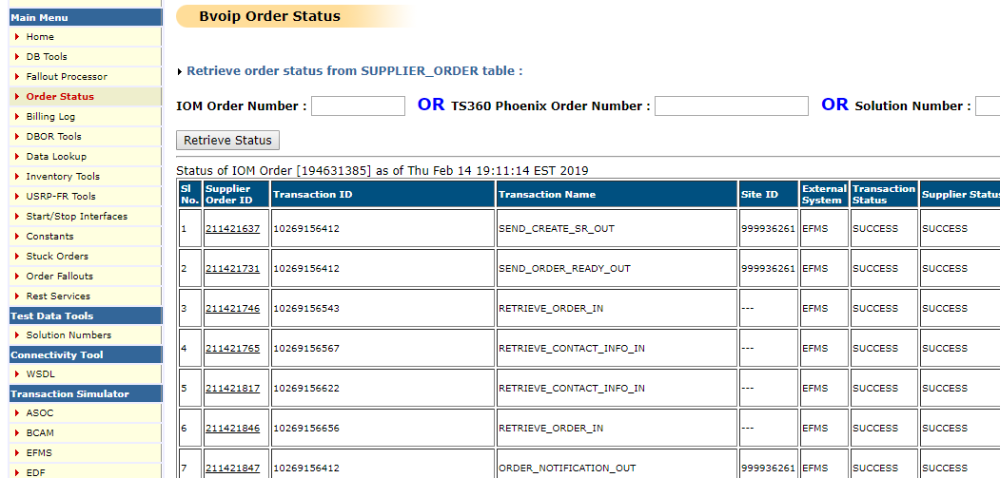 Main Menu
Home
DB Tools
Fallout Processor
Order Status
Billing Log
DBOR Tools
Data Lookup
Inventory Tools
USRP-FR Tools
Start/Stop Interfaces
Constants
Stuck Orders
Order Fallouts
Rest Services
Test Data Tools
Solution Numbers
Connectivity Tool
WSDL
Transaction Simulator
ASOC
BCAM
EFMS
EDF
Bvoip Order Status
Retrieve order status from SUPPLIER_ORDER table :
IOM Order Number : OR TS360 Phoenix Order Number : OR Solution Number :
Retrieve Status
Status of IOM Order [194631385] as of Thu Feb 14 19:11:14 EST 2019
Sl No. Supplier Order ID Transaction ID Transaction Name Site ID External System Transaction Status Supplier Status
1 211421637 10269156412 SEND_CREATE_SR_OUT 999936261 EFMS SUCCESS SUCCESS
2 211421731 10269156412 SEND_ORDER_READY_OUT 999936261 EFMS SUCCESS SUCCESS
3 211421746 10269156543 RETRIEVE_ORDER_IN --- EFMS SUCCESS SUCCESS
4 211421765 10269156567 RETRIEVE_CONTACT_INFO_IN --- EFMS SUCCESS SUCCESS
5 211421817 10269156622 RETRIEVE_CONTACT_INFO_IN --- EFMS SUCCESS SUCCESS
6 211421846 10269156656 RETRIEVE_ORDER_IN --- EFMS SUCCESS SUCCESS
7 211421847 10269156412 ORDER_NOTIFICATION_OUT 999936261 EFMS SUCCESS SUCCESS